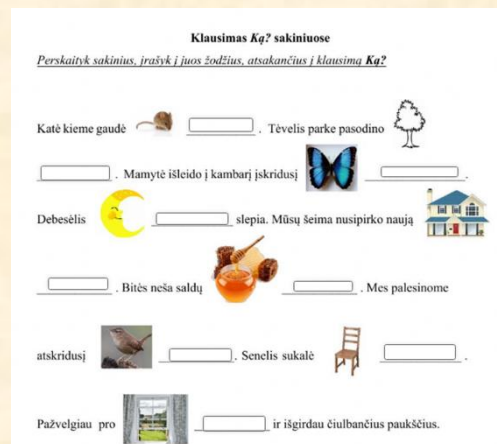 Klausimas Ką? sakiniuose
Perskaityk sakinius, įrašyk į juos žodžius, atsakančius į klausimą Ką?
Katė kieme gaudė . Tėvelis parke pasodino
. Mamytė išleido į kambarį įskridusį .
Debesėlis slepia. Mūsų šeima nusipirko naują
. Bitės neša saldų . Mes palesinome
atskridusį . Senelis sukalė .
Pažvelgiau pro ir išgirdau čiulbančius paukščius.